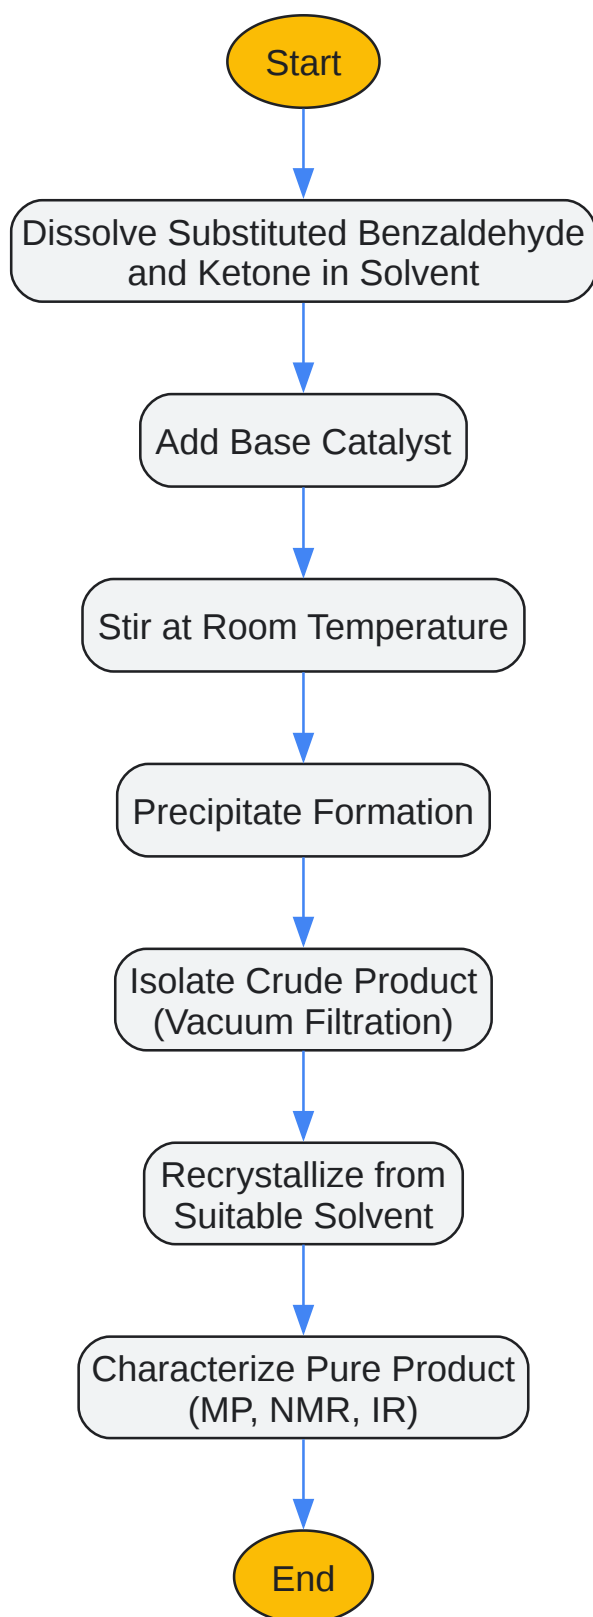 Start
Dissolve Substituted Benzaldehyde
and Ketone in Solvent
Add Base Catalyst
Stir at Room Temperature
Precipitate Formation
Isolate Crude Product
(Vacuum Filtration)
Recrystallize from
Suitable Solvent
Characterize Pure Product
(MP, NMR, IR)
End